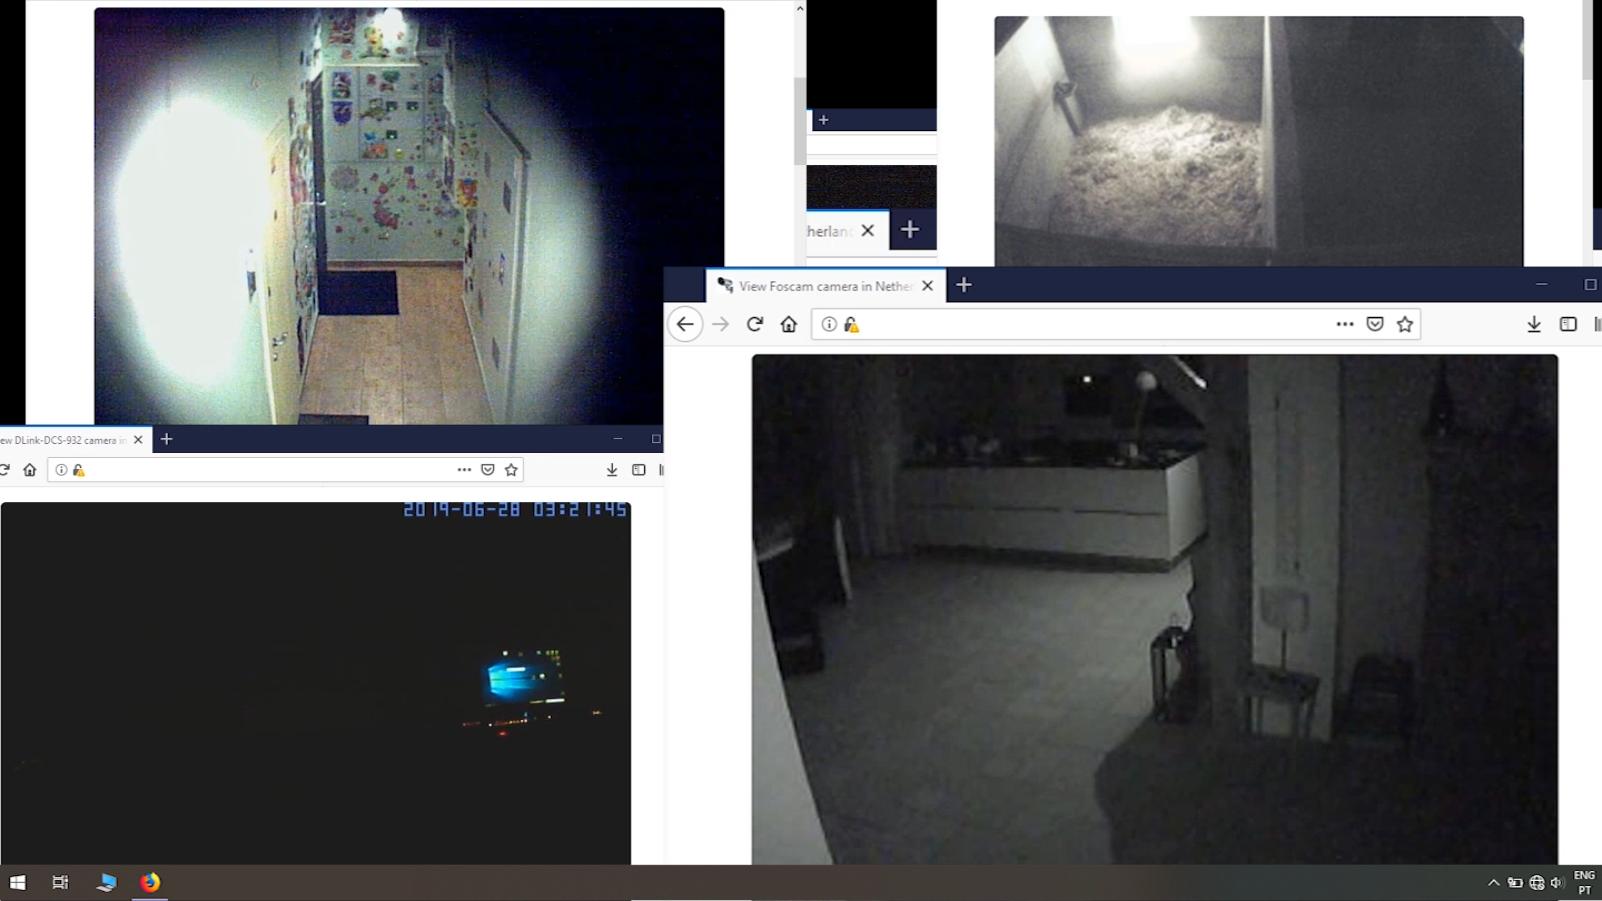 herland
View Foscam camera in Nether
ew DLink-DCS-932 camera in
2019-06-28 03:21:45
ENG
PT